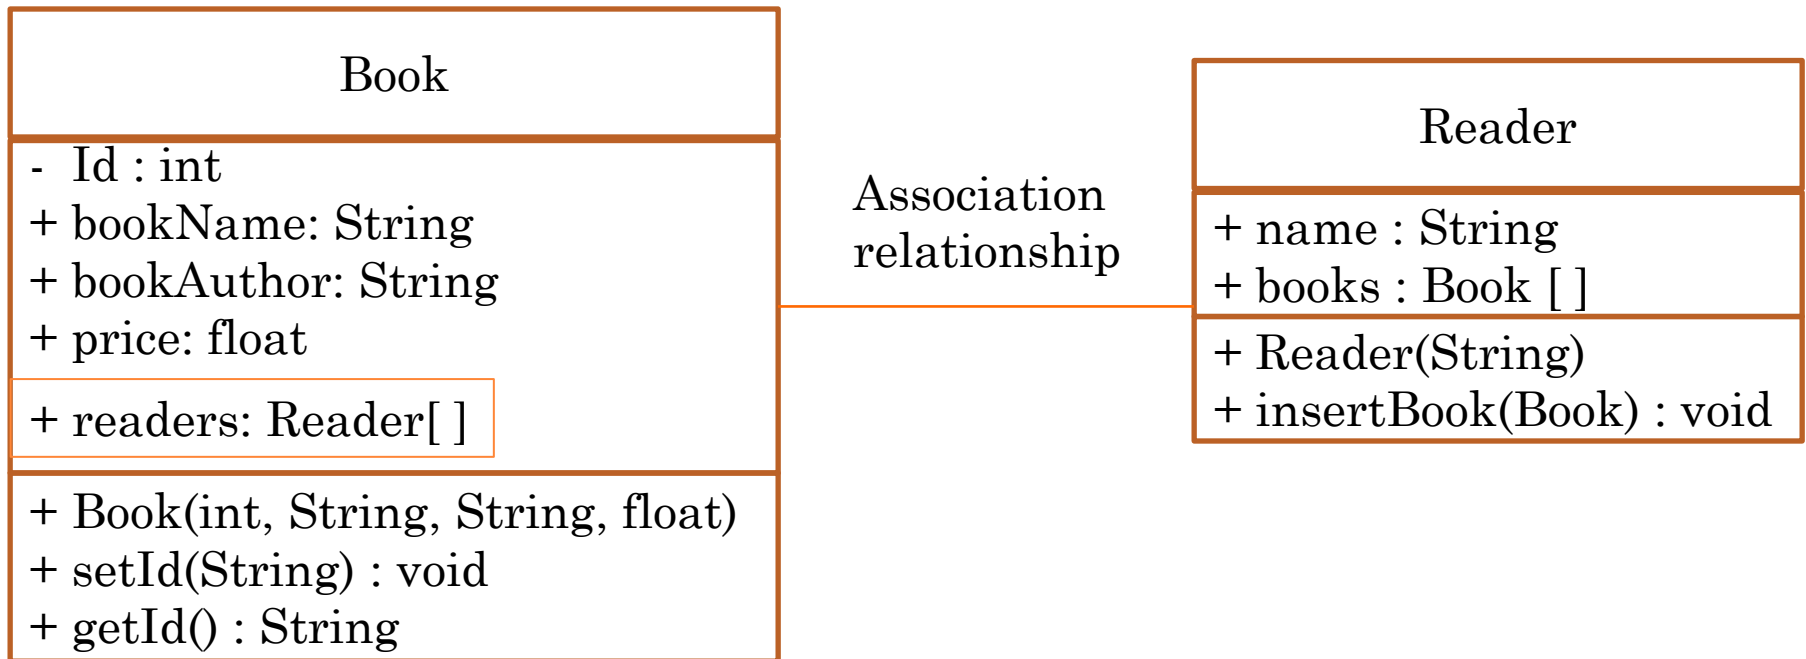 Book
- Id : int
+ bookName: String
+ bookAuthor: String
+ price: float
+ readers: Reader[ ]
+ Book(int, String, String, float)
+ setId(String) : void
+ getId() : String
Association
relationship
Reader
+ name : String
+ books : Book [ ]
+ Reader(String)
+ insertBook(Book) : void